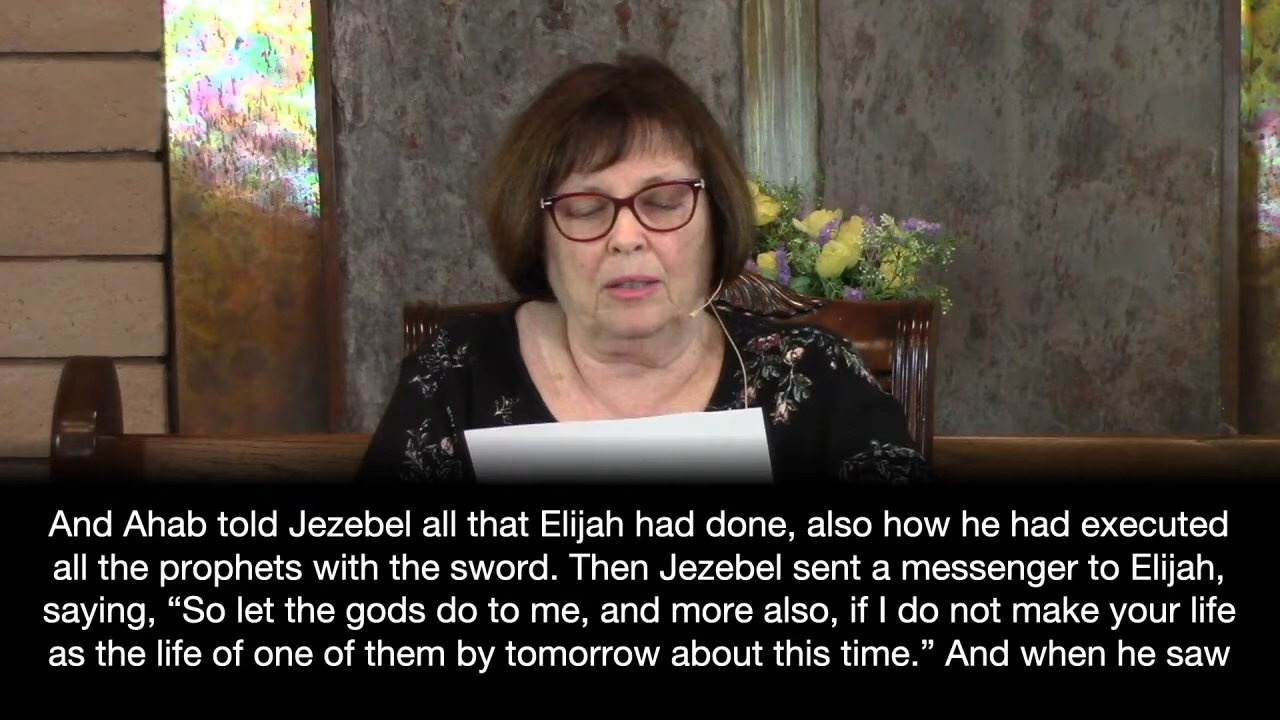 And Ahab told Jezebel all that Elijah had done, also how he had executed
all the prophets with the sword. Then Jezebel sent a messenger to Elijah,
saying, “So let the gods do to me, and more also, if I do not make your life
as the life of one of them by tomorrow about this time.” And when he saw